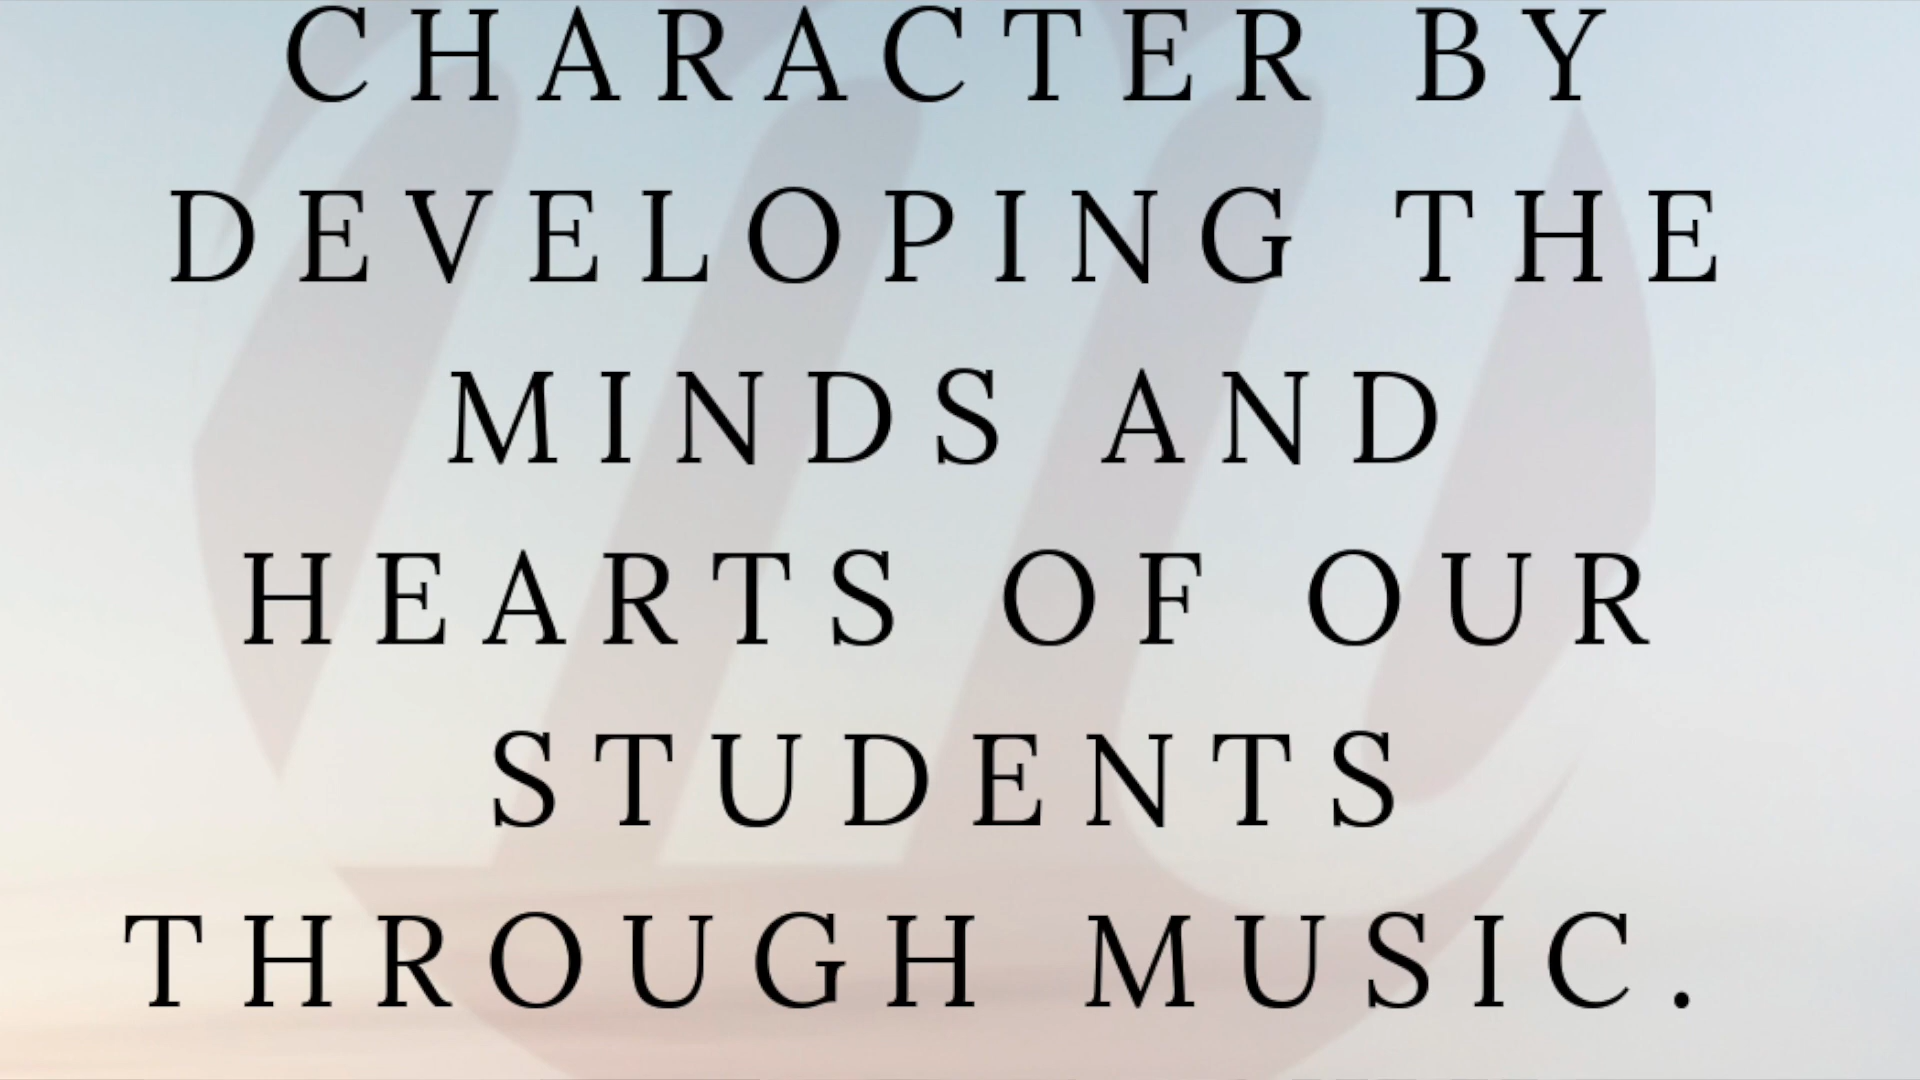 CHARACTER BY
DEVELOPING THE
MINDS AND
HEARTS OF OUR
STUDENTS
THROUGH MUSIC.